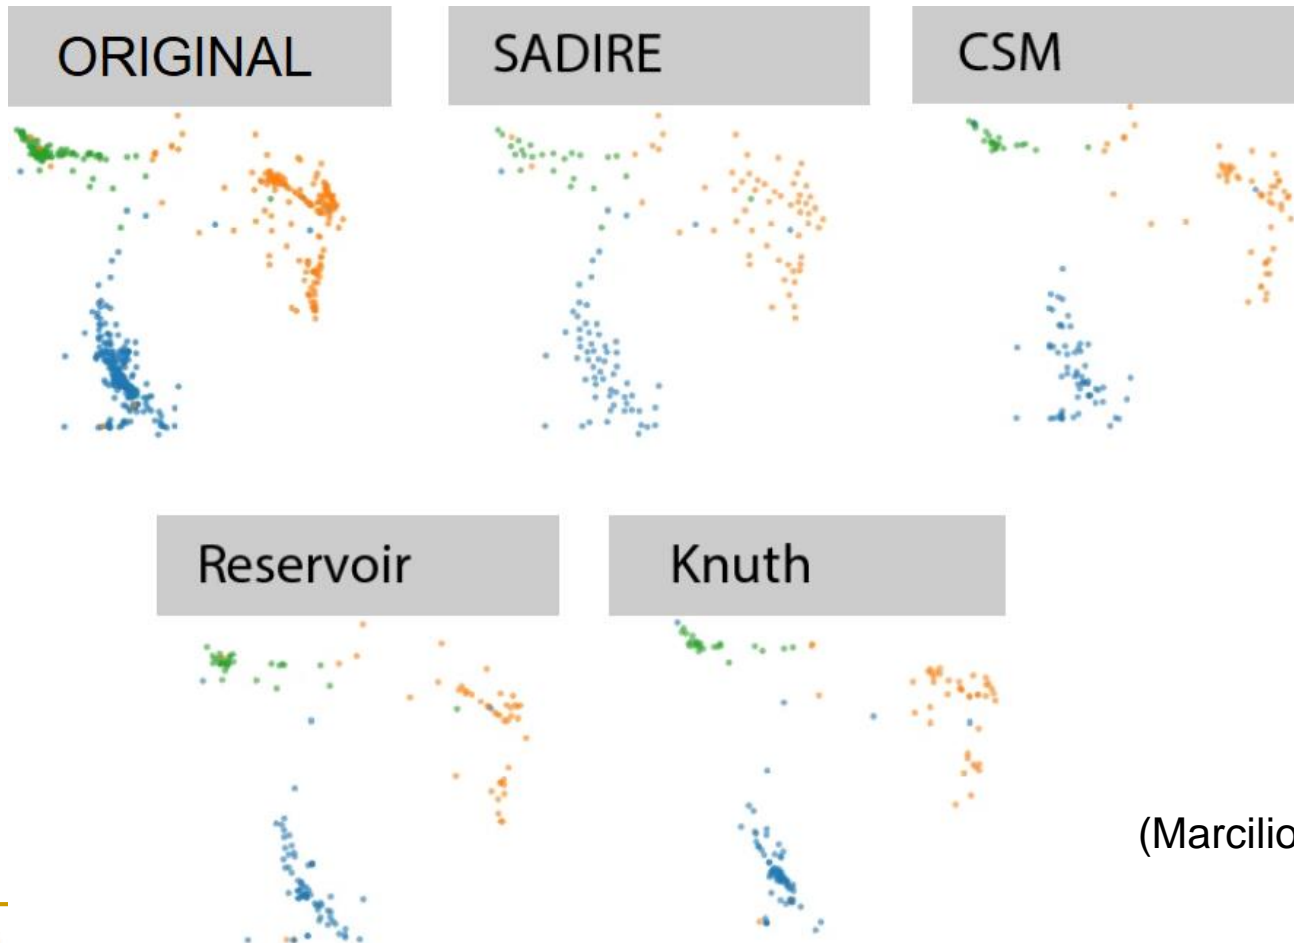 ORIGINAL
SADIRE
CSM
Reservoir
Knuth
(Marcilio